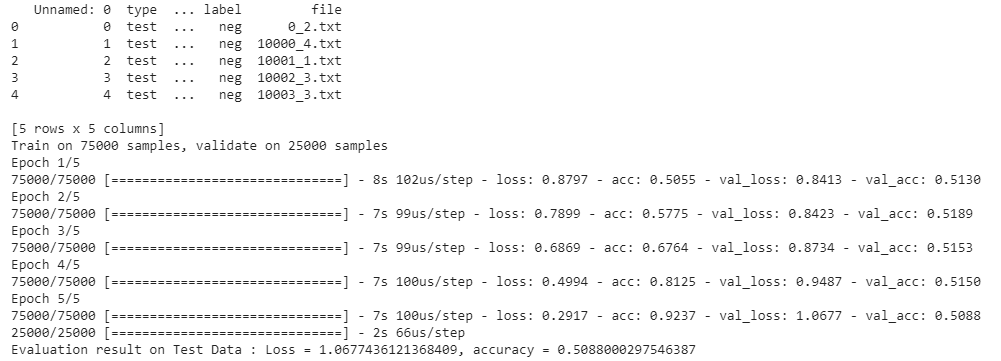 Unnamed: 0 type ... label file
0 0 test ... neg 0_2.txt
1 1 test ... neg 10000_4.txt
2 2 test ... neg 10001_1.txt
3 3 test ... neg 10002_3.txt
4 4 test ... neg 10003_3.txt
[5 rows x 5 columns]
Train on 75000 samples, validate on 25000 samples
Epoch 1/5
75000/75000 [==============================] - 8s 102us/step - loss: 0.8797 - acc: 0.5055 - val_loss: 0.8413 - val_acc: 0.5130
Epoch 2/5
75000/75000 [==============================] - 7s 99us/step - loss: 0.7899 - acc: 0.5775 - val_loss: 0.8423 - val_acc: 0.5189
Epoch 3/5
75000/75000 [==============================] - 7s 99us/step - loss: 0.6869 - acc: 0.6764 - val_loss: 0.8734 - val_acc: 0.5153
Epoch 4/5
75000/75000 [==============================] - 7s 100us/step - loss: 0.4994 - acc: 0.8125 - val_loss: 0.9487 - val_acc: 0.5150
Epoch 5/5
75000/75000 [==============================] - 7s 100us/step - loss: 0.2917 - acc: 0.9237 - val_loss: 1.0677 - val_acc: 0.5088
25000/25000 [==============================] - 2s 66us/step
Evaluation result on Test Data : Loss = 1.0677436121368409, accuracy = 0.5088000297546387